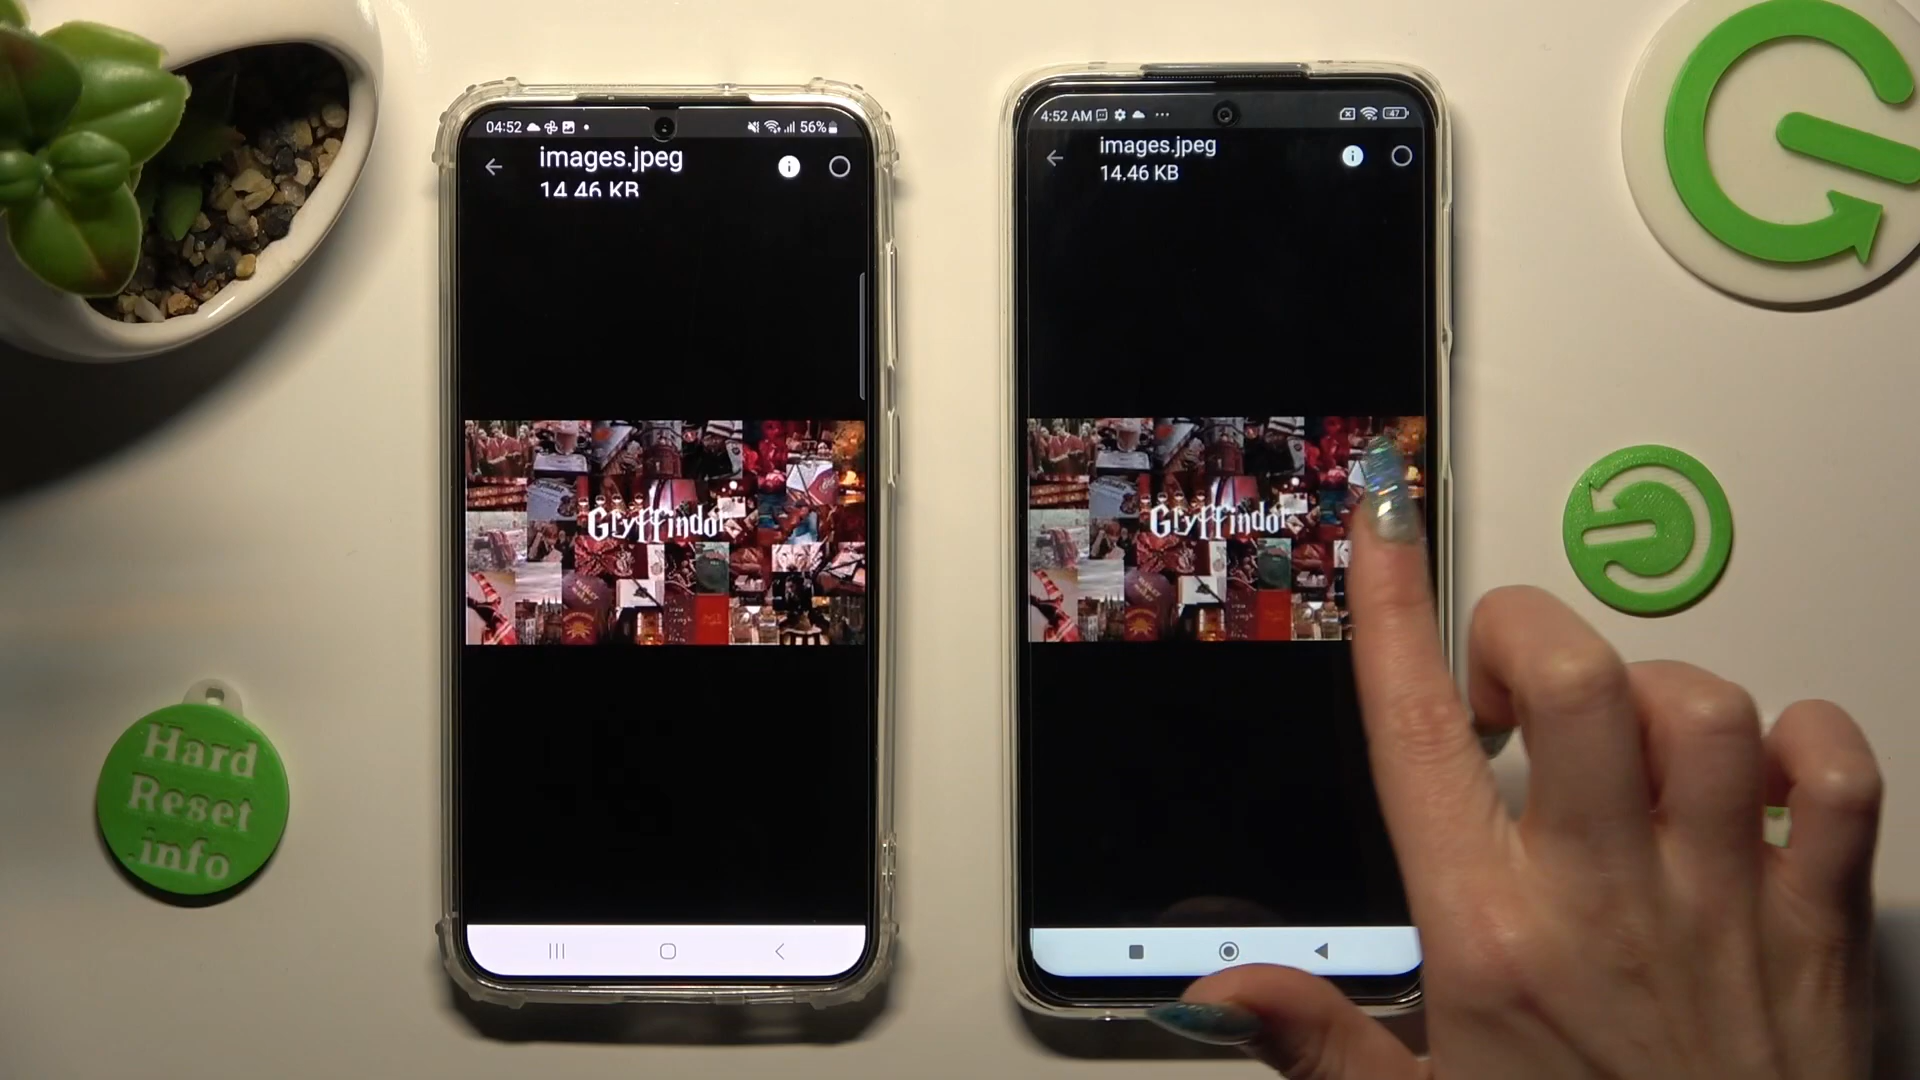 04:52
56%
images.jpeg
14.46 KB
Gryffindor
4:52 AM
47
images.jpeg
14.46 KB
Gryffindor
Hard
Reset
.info